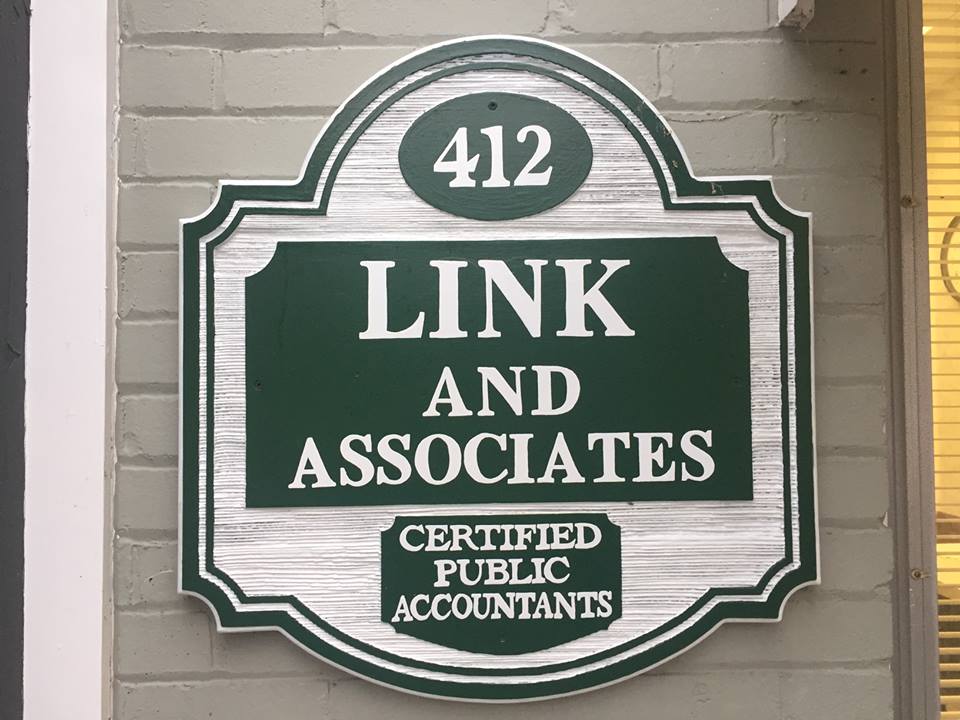 412
LINK
AND
ASSOCIATES
CERTIFIED
PUBLIC
ACCOUNTANTS